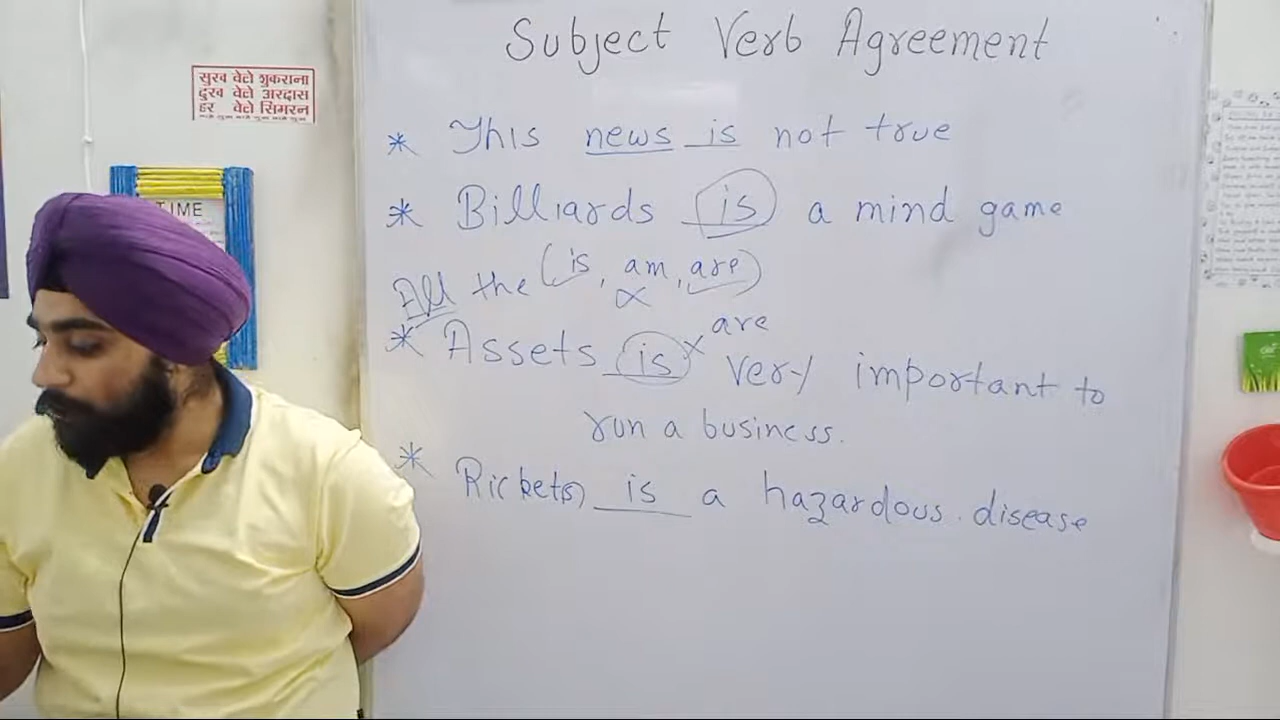 Subject Verb Agreement
सुख वेले शुकराना
दुख वेले अरदास
हर वेले सिमरन
TIME
* This news is not true
* Billiards is a mind game
All the (is, am, are)
x
* Assets is x are very important to
run a business.
* Rickets is a hazardous disease